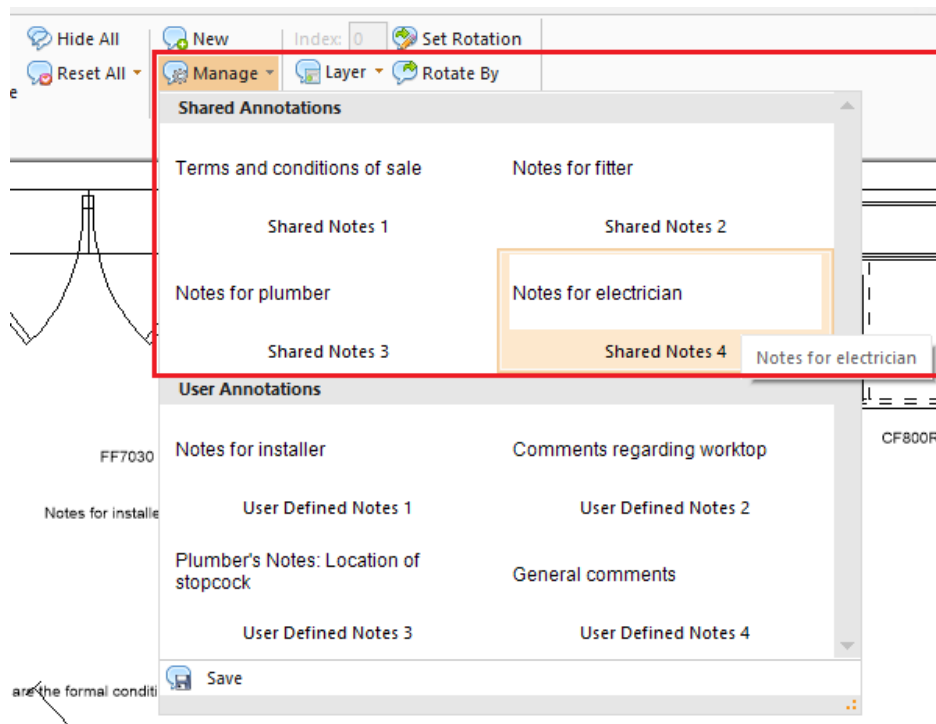 Hide All
New
Index: 0
Set Rotation
Reset All
Manage
Layer
Rotate By
e
Shared Annotations
Terms and conditions of sale
Notes for fitter
Shared Notes 1
Shared Notes 2
Notes for plumber
Notes for electrician
Shared Notes 3
Shared Notes 4
Notes for electrician
User Annotations
CF800R
FF7030
Notes for installer
Comments regarding worktop
Notes for installe
User Defined Notes 1
User Defined Notes 2
Plumber's Notes: Location of
stopcock
General comments
User Defined Notes 3
User Defined Notes 4
Save
are the formal conditi